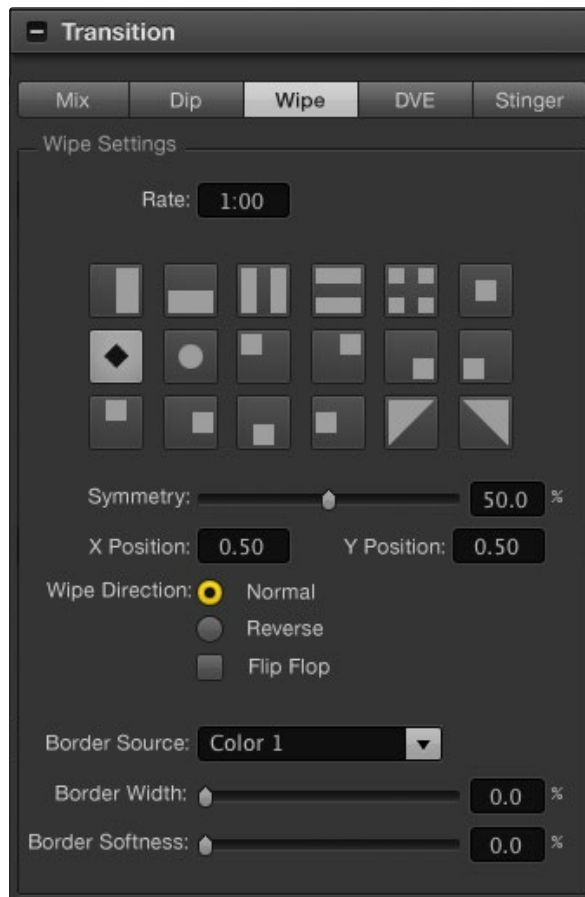 Transition
Mix Dip Wipe DVE Stinger
Wipe Settings
Rate: 1:00
Symmetry: 50.0 %
X Position: 0.50 Y Position: 0.50
Wipe Direction: Normal
Reverse
Flip Flop
Border Source: Color 1
Border Width: 0.0 %
Border Softness: 0.0 %